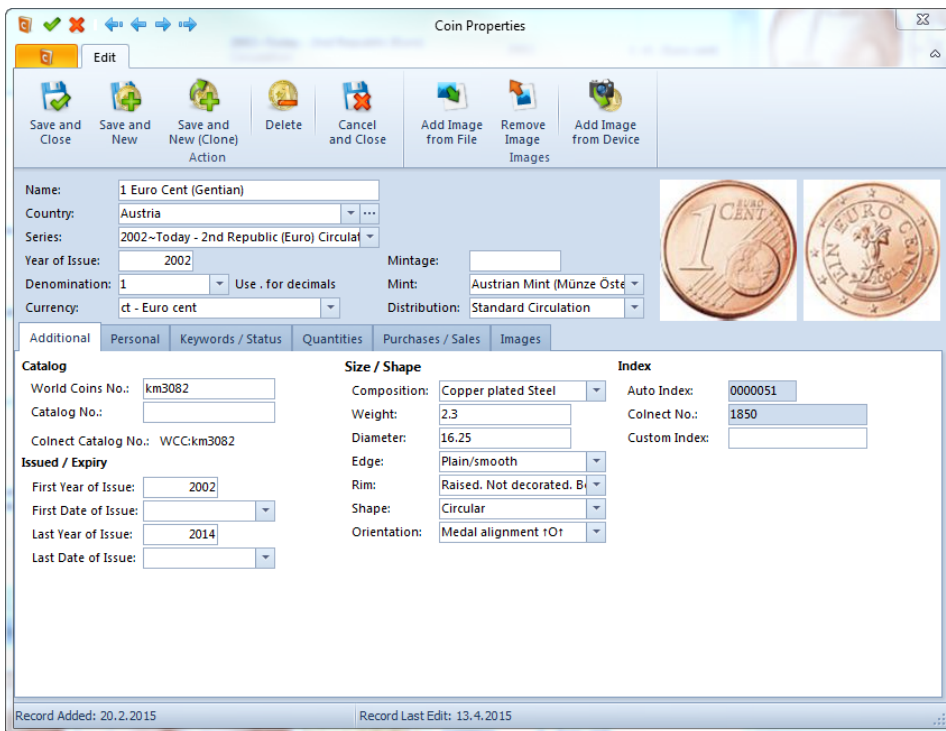 Coin Properties
Edit
Save and Close
Save and New
Save and New (Clone)
Delete
Cancel and Close
Add Image from File
Remove Image
Add Image from Device
Action
Images
Name: 1 Euro Cent (Gentian)
Country: Austria
Series: 2002~Today - 2nd Republic (Euro) Circulat
Year of Issue: 2002 Mintage:
Denomination: 1 Use . for decimals Mint: Austrian Mint (Münze Öste
Currency: ct - Euro cent Distribution: Standard Circulation
1 EURO CENT
EIN EURO CENT
2002
Additional Personal Keywords / Status Quantities Purchases / Sales Images
Catalog Size / Shape Index
World Coins No.: km3082 Composition: Copper plated Steel Auto Index: 0000051
Catalog No.: Weight: 2.3 Colnect No.: 1850
Colnect Catalog No.: WCC:km3082 Diameter: 16.25 Custom Index:
Issued / Expiry Edge: Plain/smooth
First Year of Issue: 2002 Rim: Raised. Not decorated. B
First Date of Issue: Shape: Circular
Last Year of Issue: 2014 Orientation: Medal alignment ↑O↑
Last Date of Issue:
Record Added: 20.2.2015 Record Last Edit: 13.4.2015